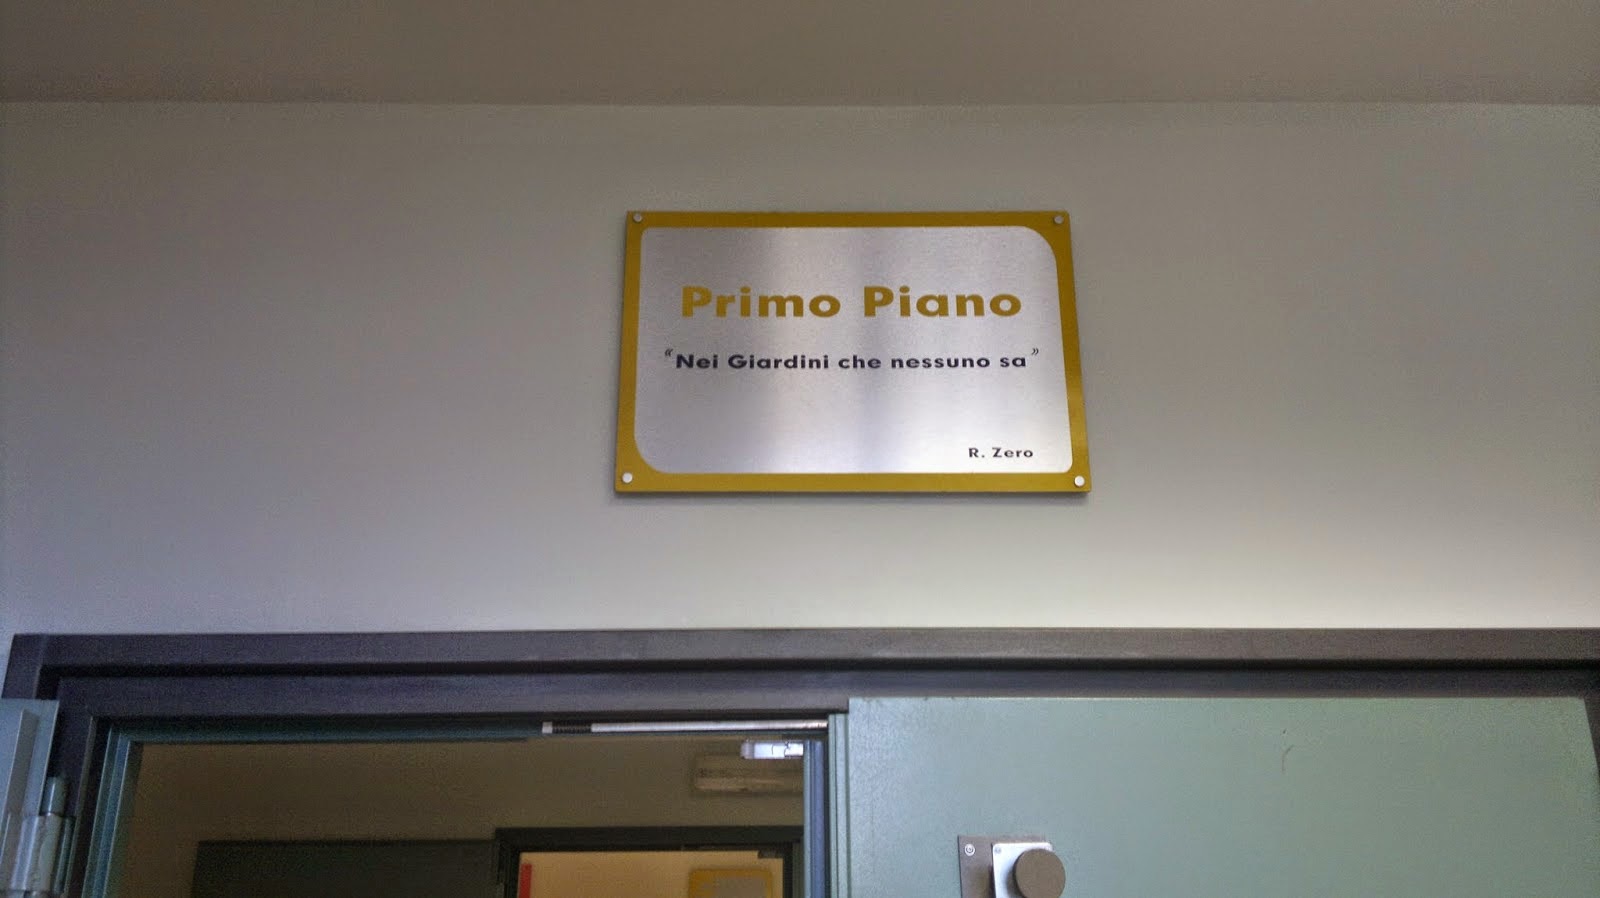 Primo Piano
“Nei Giardini che nessuno sa”
R. Zero